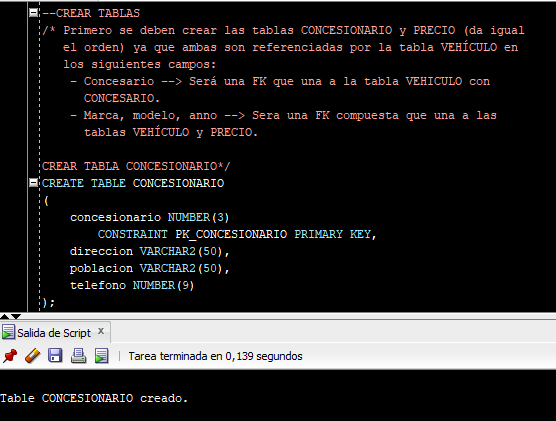 --CREAR TABLAS
/* Primero se deben crear las tablas CONCESIONARIO y PRECIO (da igual
el orden) ya que ambas son referenciadas por la tabla VEHÍCULO en
los siguientes campos:
- Concesario --> Será una FK que una a la tabla VEHICULO con
CONCESARIO.
- Marca, modelo, anno --> Sera una FK compuesta que una a las
tablas VEHÍCULO y PRECIO.
CREAR TABLA CONCESIONARIO*/
CREATE TABLE CONCESIONARIO
(
concesionario NUMBER(3)
CONSTRAINT PK_CONCESIONARIO PRIMARY KEY,
direccion VARCHAR2(50),
poblacion VARCHAR2(50),
telefono NUMBER(9)
);
Salida de Script x
Tarea terminada en 0,139 segundos
Table CONCESIONARIO creado.